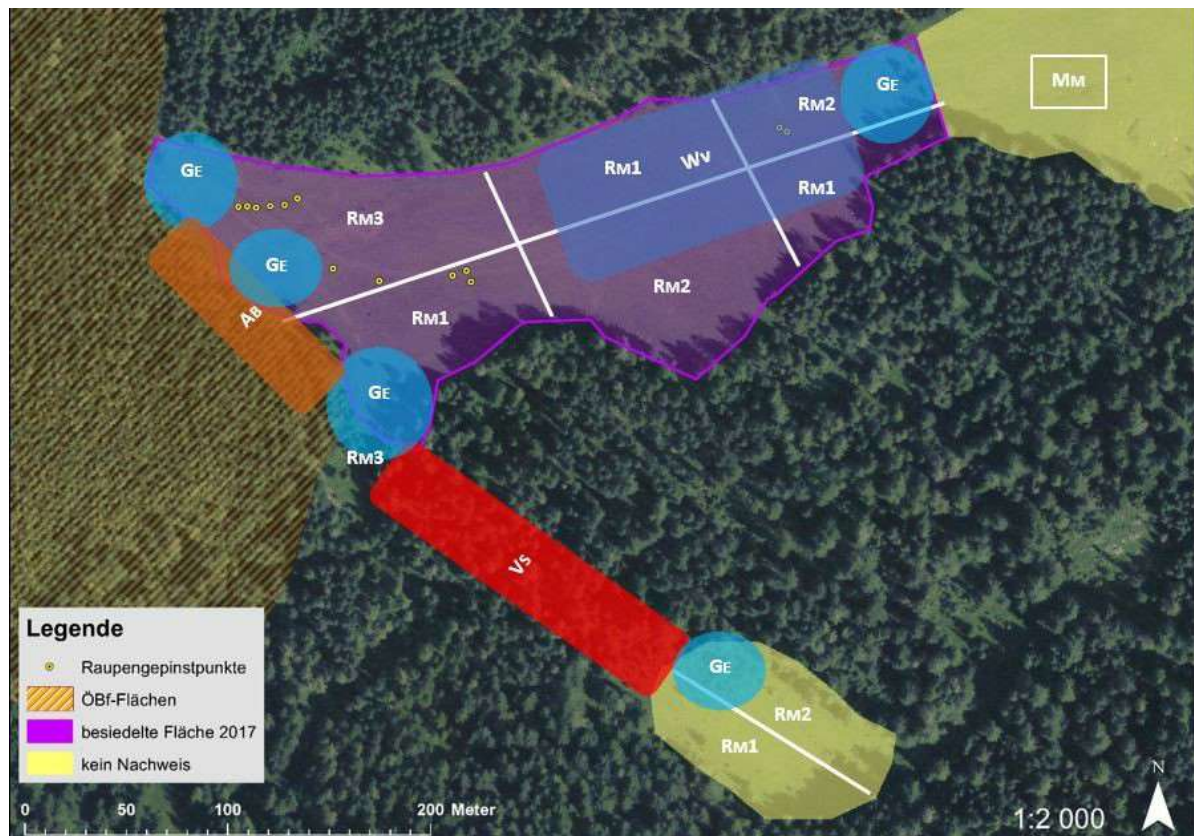 MM
GE
RM2
WV
RM1
RM1
GE
RM3
GE
RM2
AB
RM1
GE
RM3
VS
GE
RM2
RM1
Legende
Raupengepinstpunkte
ÖBf-Flächen
besiedelte Fläche 2017
kein Nachweis
0 50 100 200 Meter
1:2 000
N